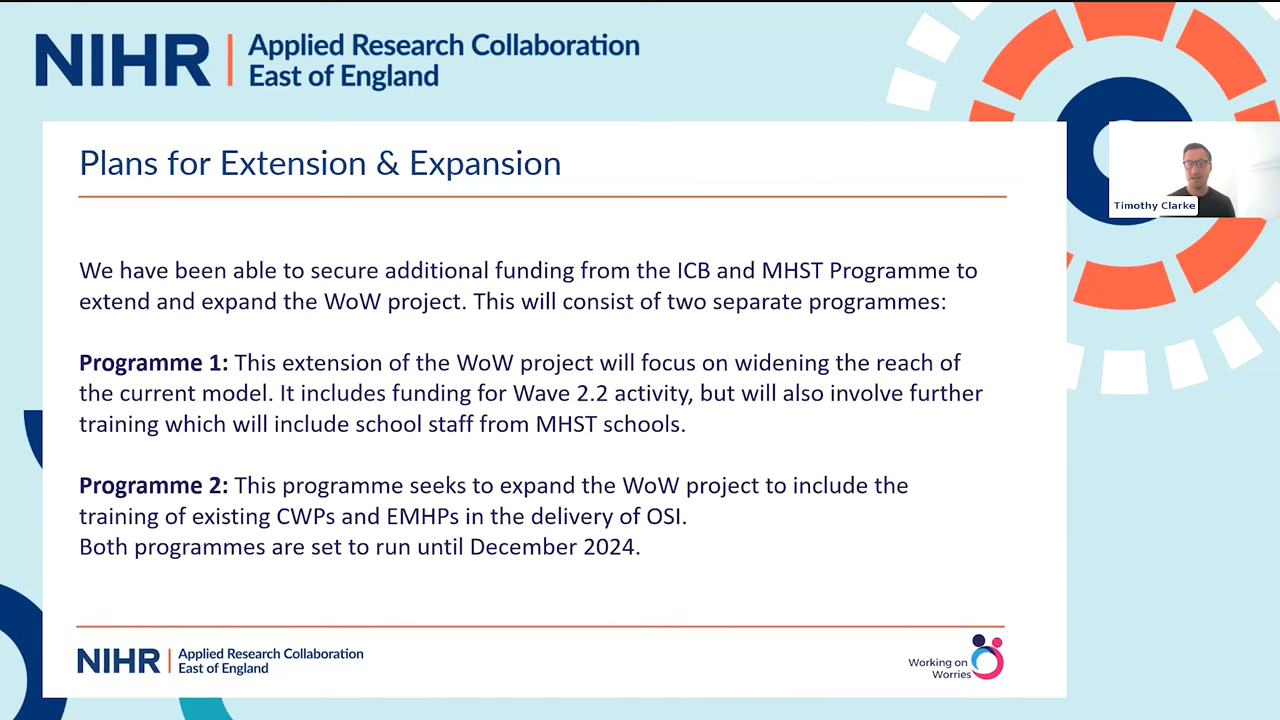 NIHR | Applied Research Collaboration
East of England
Plans for Extension & Expansion
Timothy Clarke
We have been able to secure additional funding from the ICB and MHST Programme to
extend and expand the WoW project. This will consist of two separate programmes:
Programme 1: This extension of the WoW project will focus on widening the reach of
the current model. It includes funding for Wave 2.2 activity, but will also involve further
training which will include school staff from MHST schools.
Programme 2: This programme seeks to expand the WoW project to include the
training of existing CWPs and EMHPs in the delivery of OSI.
Both programmes are set to run until December 2024.
NIHR | Applied Research Collaboration
East of England
Working on
Worries